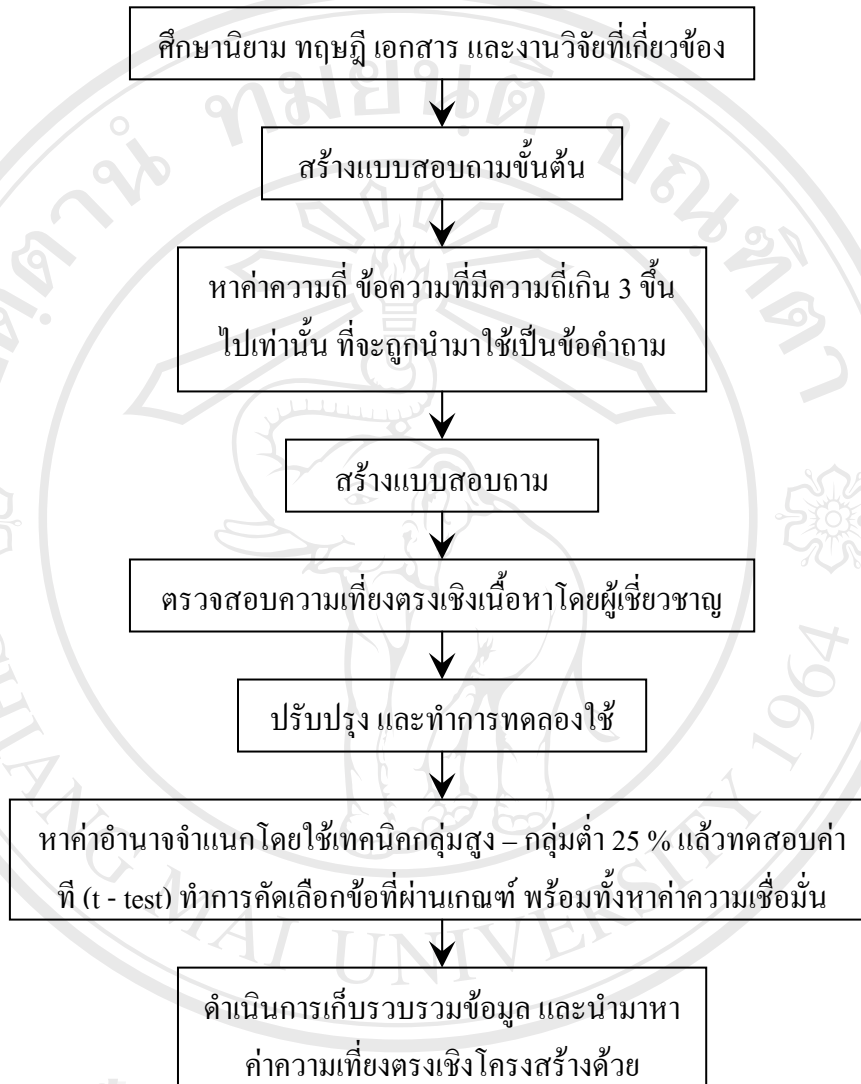 ศึกษานิยาม ทฤษฎี เอกสาร และงานวิจัยที่เกี่ยวข้อง
สร้างแบบสอบถามขั้นต้น
หาค่าความถี่ ข้อความที่มีความถี่เกิน 3 ขึ้น
ไปเท่านั้น ที่จะถูกนำมาใช้เป็นข้อคำถาม
สร้างแบบสอบถาม
ตรวจสอบความเที่ยงตรงเชิงเนื้อหาโดยผู้เชี่ยวชาญ
ปรับปรุง และทำการทดลองใช้
หาค่าอำนาจจำแนกโดยใช้เทคนิคกลุ่มสูง – กลุ่มต่ำ 25 % แล้วทดสอบค่า
ที (t - test) ทำการคัดเลือกข้อที่ผ่านเกณฑ์ พร้อมทั้งหาค่าความเชื่อมั่น
ดำเนินการเก็บรวบรวมข้อมูล และนำมาหา
ค่าความเที่ยงตรงเชิงโครงสร้างด้วย
CHIANG MAI UNIVERSITY 1964